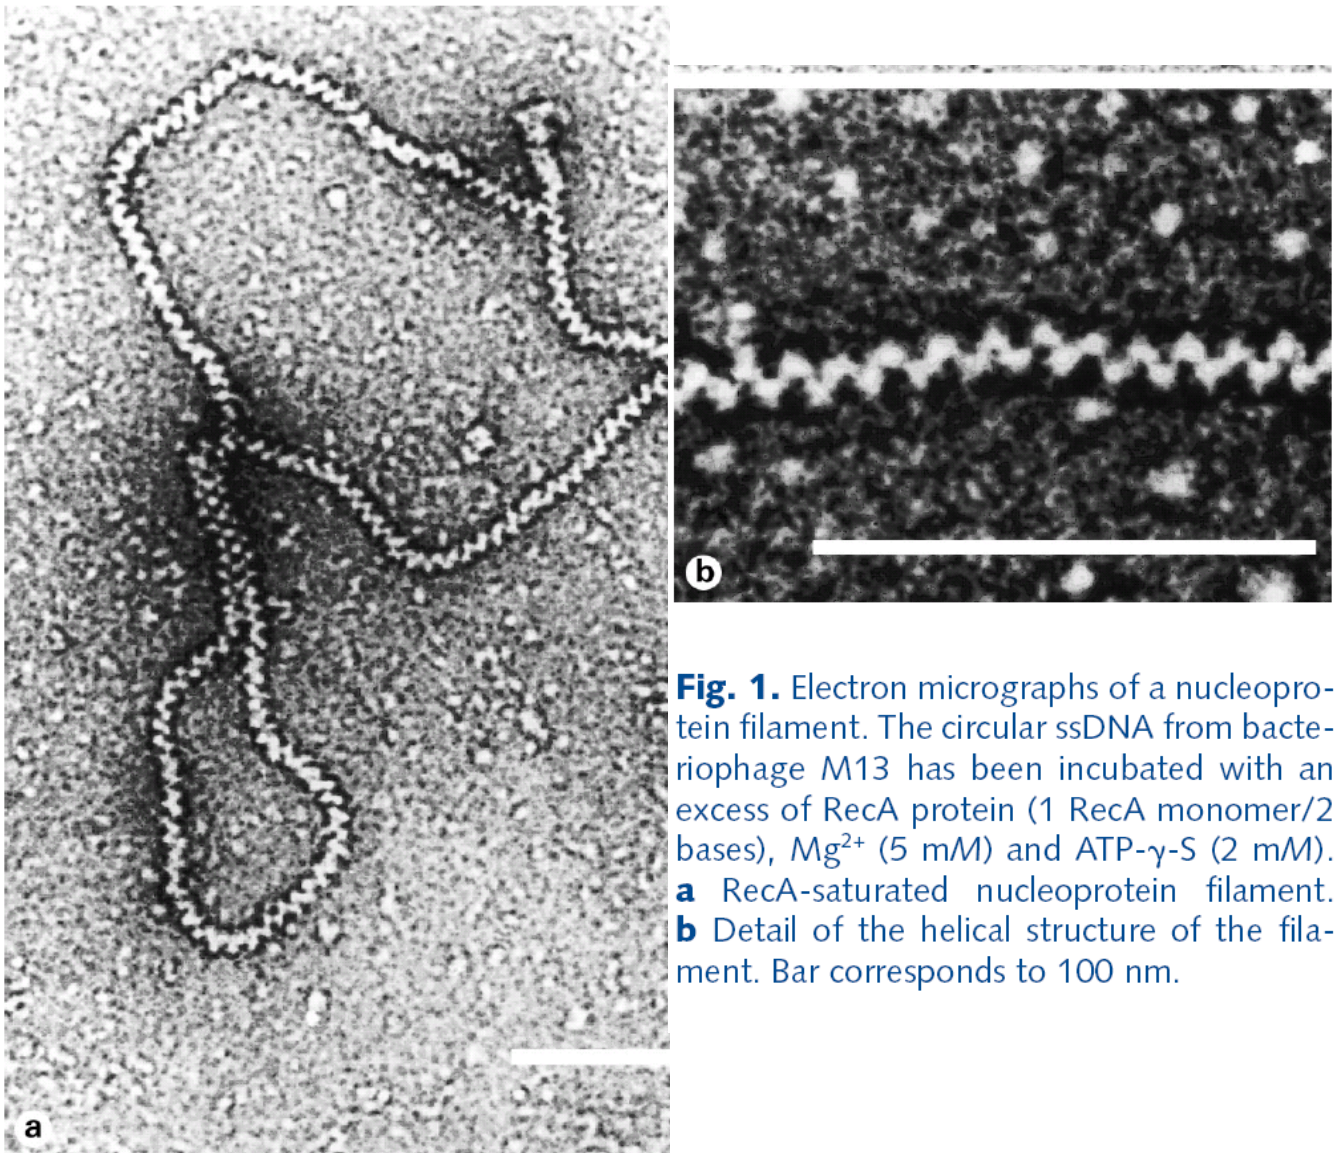 a
b
Fig. 1. Electron micrographs of a nucleopro-
tein filament. The circular ssDNA from bacte-
riophage M13 has been incubated with an
excess of RecA protein (1 RecA monomer/2
bases), Mg²⁺ (5 mM) and ATP-γ-S (2 mM).
a RecA-saturated nucleoprotein filament.
b Detail of the helical structure of the fila-
ment. Bar corresponds to 100 nm.